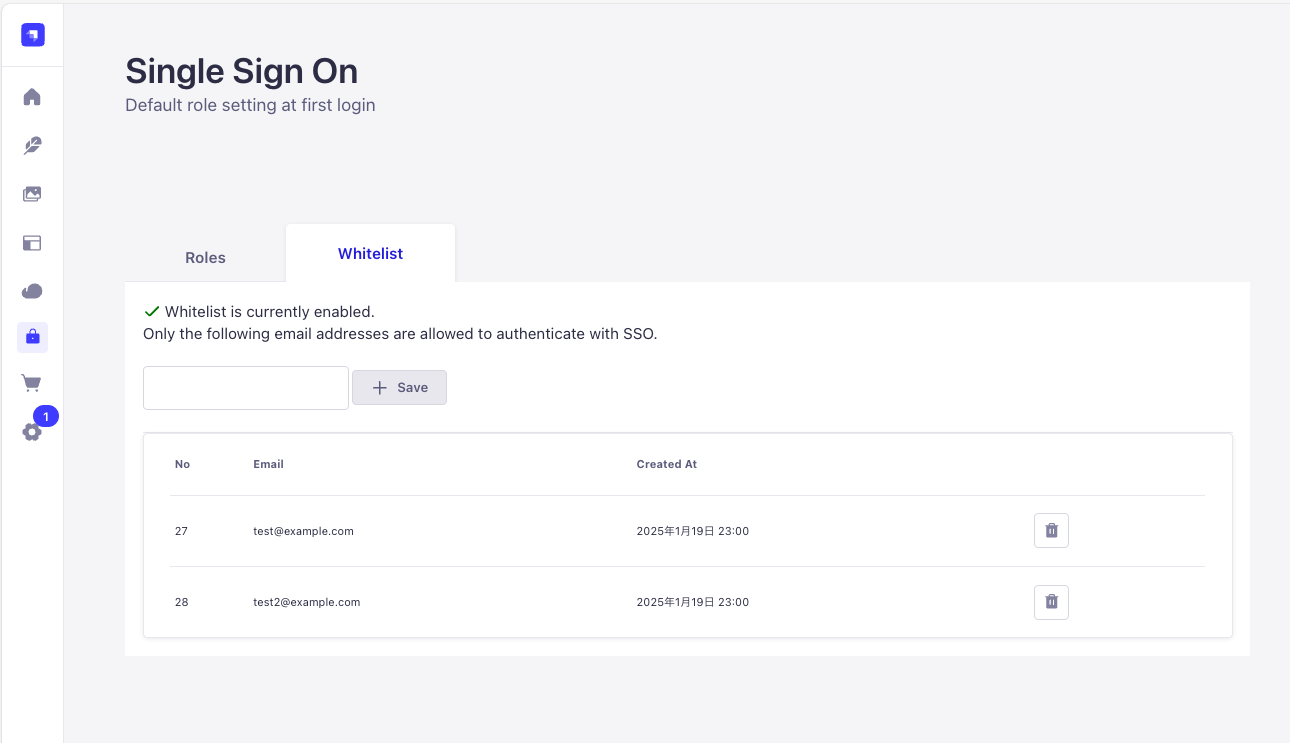 Single Sign On
Default role setting at first login
Roles
Whitelist
Whitelist is currently enabled.
Only the following email addresses are allowed to authenticate with SSO.
Save
1
No Email Created At
27 test@example.com 2025年1月19日 23:00
28 test2@example.com 2025年1月19日 23:00